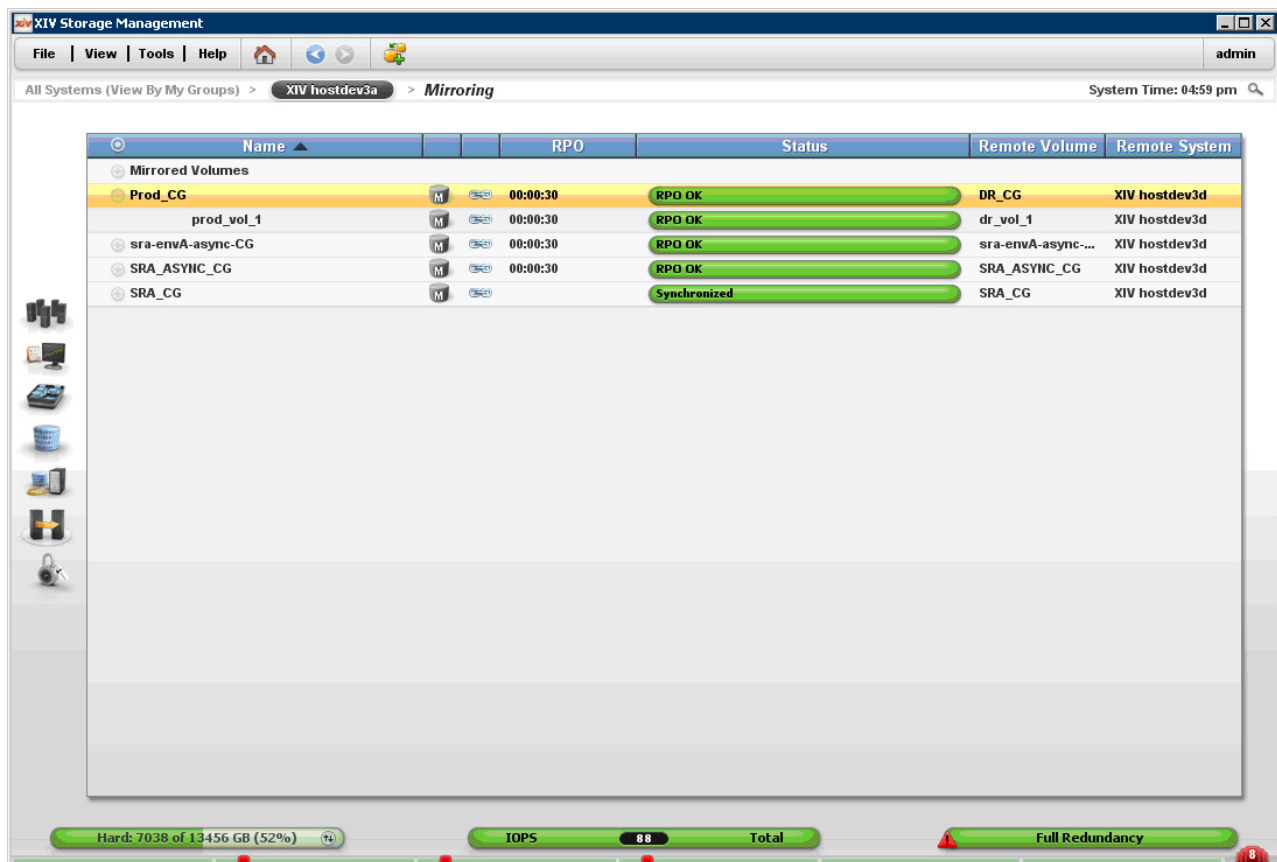 XIV XIV Storage Management
File | View | Tools | Help admin
All Systems (View By My Groups) > XIV hostdev3a > Mirroring System Time: 04:59 pm
Name RPO Status Remote Volume Remote System
Mirrored Volumes
Prod_CG M 00:00:30 RPO OK DR_CG XIV hostdev3d
prod_vol_1 M 00:00:30 RPO OK dr_vol_1 XIV hostdev3d
sra-envA-async-CG M 00:00:30 RPO OK sra-envA-async-... XIV hostdev3d
SRA_ASYNC_CG M 00:00:30 RPO OK SRA_ASYNC_CG XIV hostdev3d
SRA_CG M Synchronized SRA_CG XIV hostdev3d
Hard: 7038 of 13456 GB (52%) IOPS 88 Total Full Redundancy
8